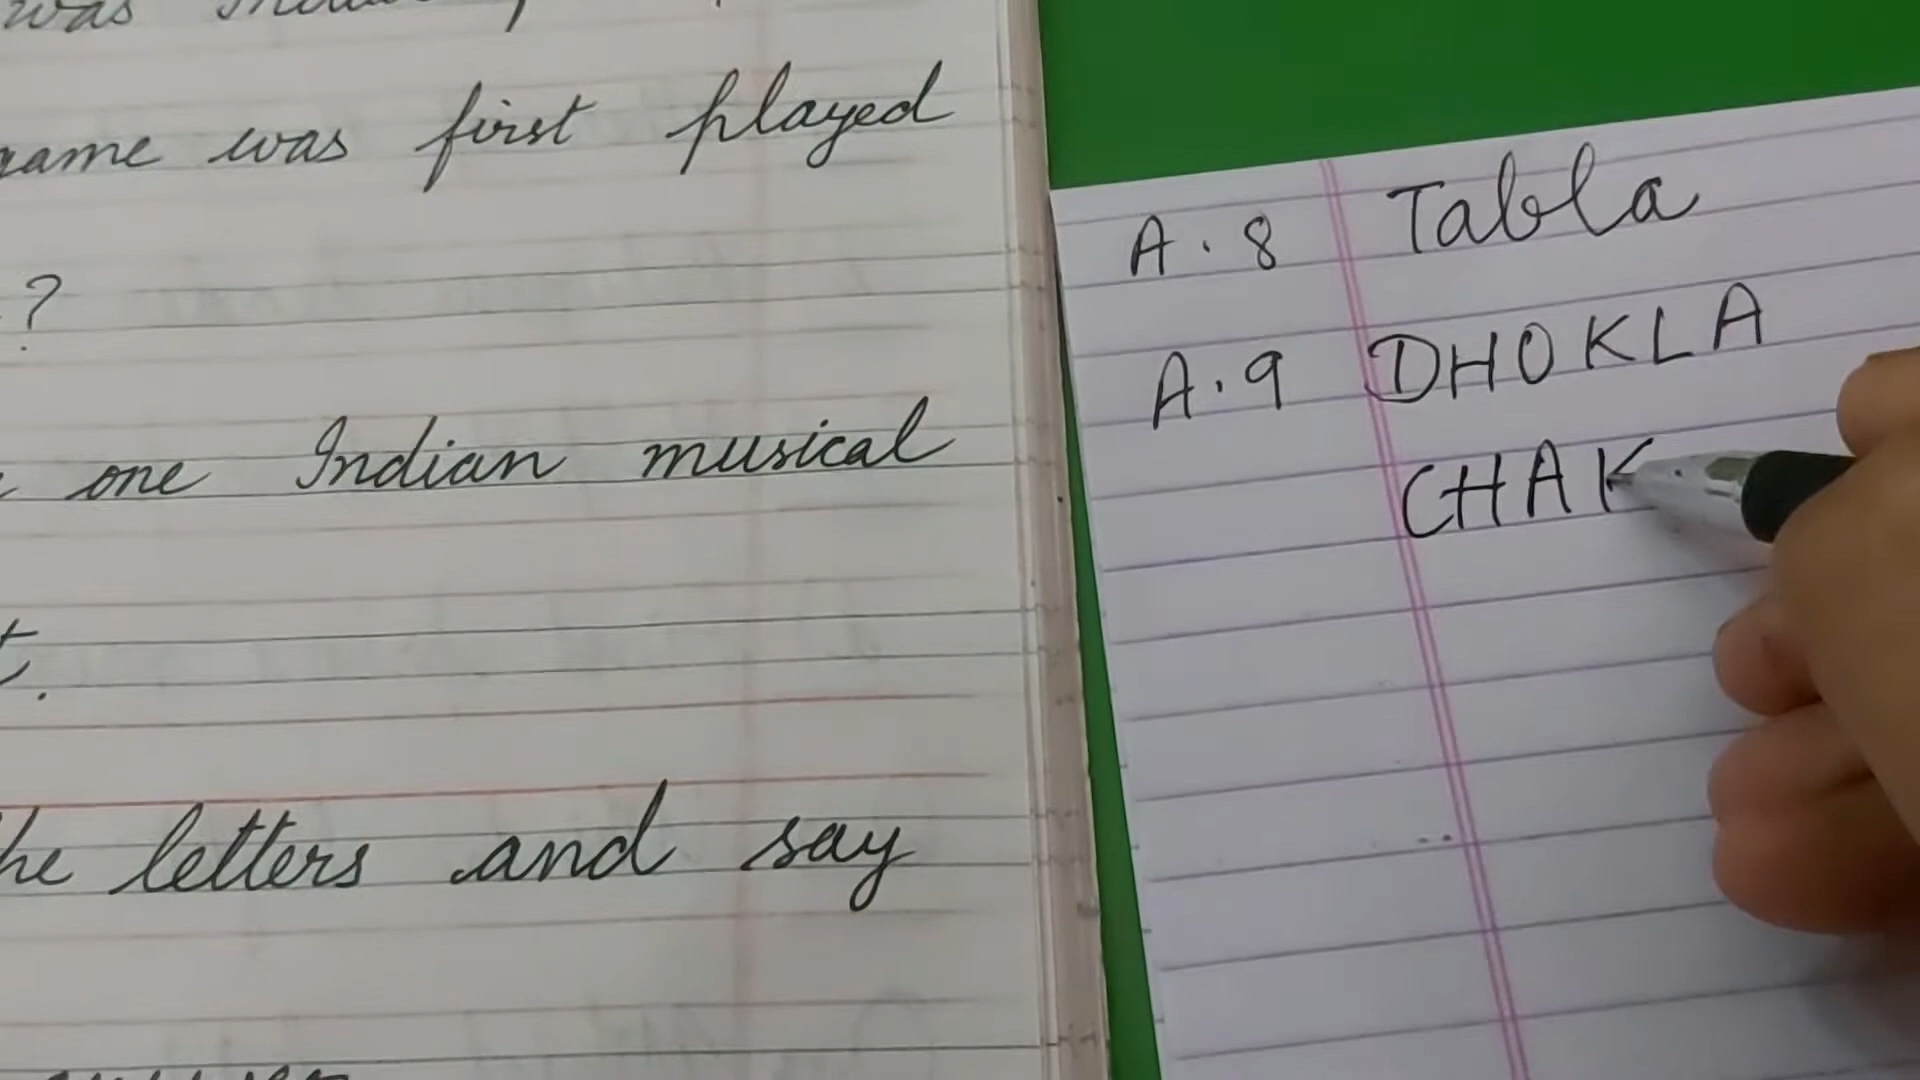 was
game was first played
?
one Indian musical
t.
he letters and say
A. 8 Tabla
A. 9 DHOKLA
CHAK